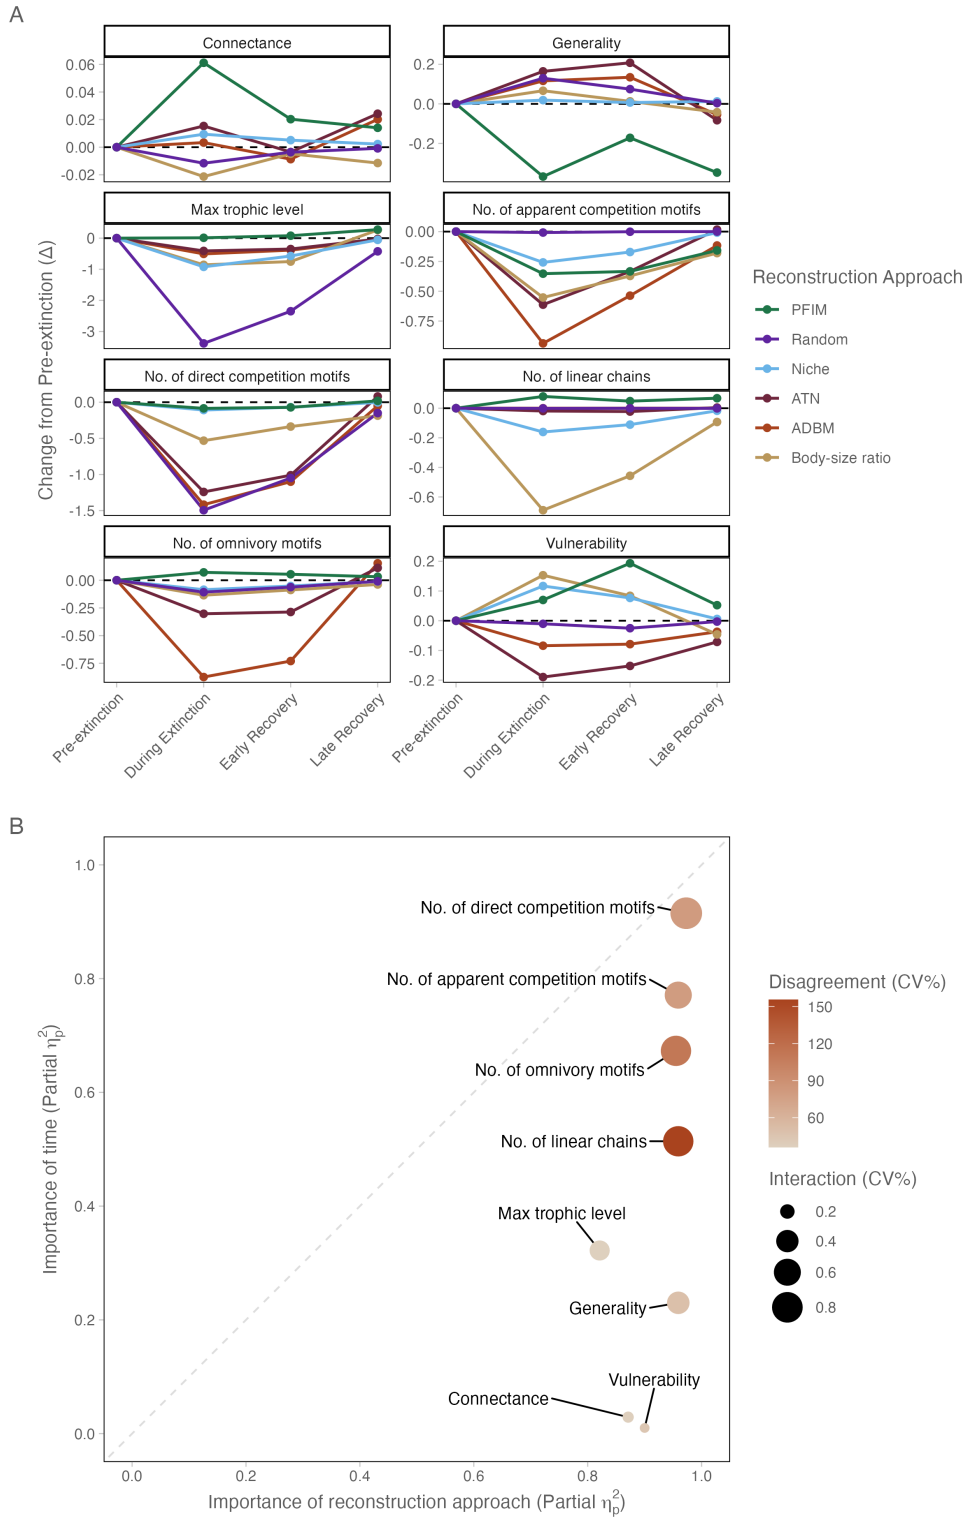 A
Connectance
Generality
0.06
0.04
0.02
0.00
-0.02
0.2
0.0
-0.2
Max trophic level
No. of apparent competition motifs
0
-1
-2
-3
0.00
-0.25
-0.50
-0.75
No. of direct competition motifs
No. of linear chains
0.0
-0.5
-1.0
-1.5
0.0
-0.2
-0.4
-0.6
No. of omnivory motifs
Vulnerability
0.00
-0.25
-0.50
-0.75
0.2
0.1
0.0
-0.1
-0.2
Change from Pre-extinction (Δ)
Pre-extinction
During Extinction
Early Recovery
Late Recovery
Pre-extinction
During Extinction
Early Recovery
Late Recovery
Reconstruction Approach
PFIM
Random
Niche
ATN
ADBM
Body-size ratio
B
1.0
0.8
0.6
0.4
0.2
0.0
Importance of time (Partial η²p)
No. of direct competition motifs
No. of apparent competition motifs
No. of omnivory motifs
No. of linear chains
Max trophic level
Generality
Vulnerability
Connectance
0.0
0.2
0.4
0.6
0.8
1.0
Importance of reconstruction approach (Partial η²p)
Disagreement (CV%)
150
120
90
60
Interaction (CV%)
0.2
0.4
0.6
0.8